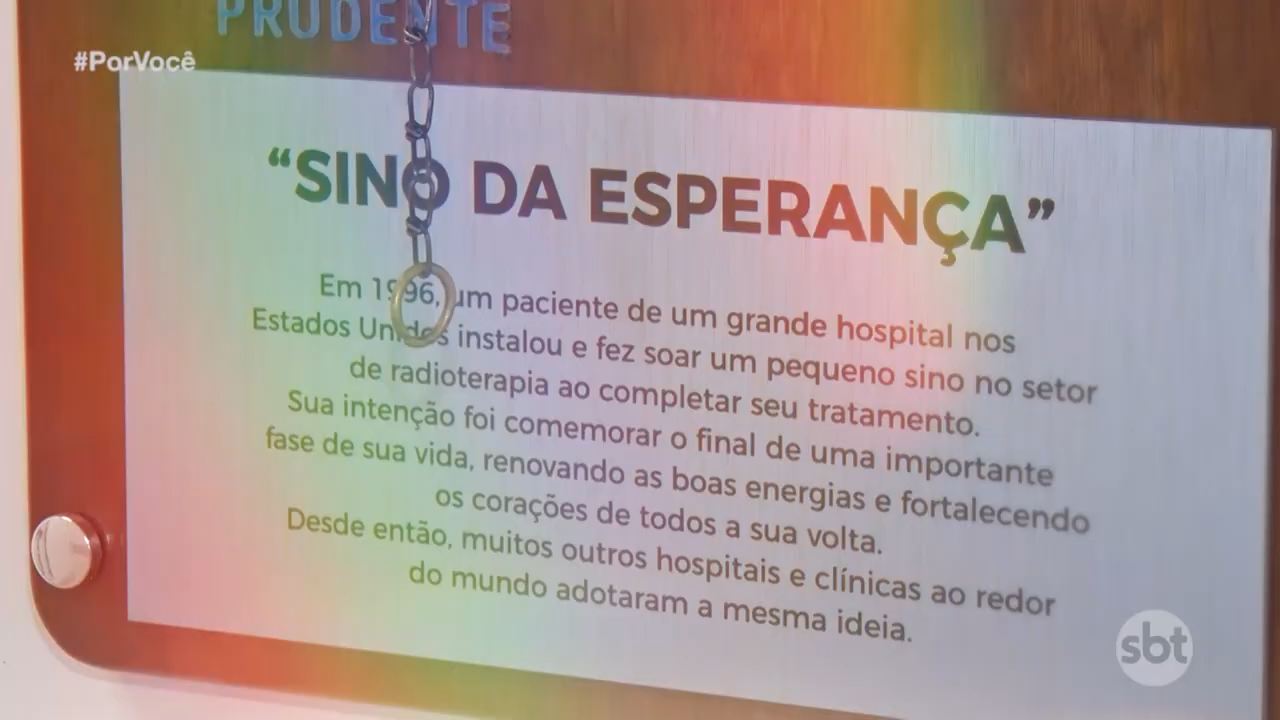 PRUDENTE
#PorVocê
“SINO DA ESPERANÇA”
Em 1996, um paciente de um grande hospital nos
Estados Unidos instalou e fez soar um pequeno sino no setor
de radioterapia ao completar seu tratamento.
Sua intenção foi comemorar o final de uma importante
fase de sua vida, renovando as boas energias e fortalecendo
os corações de todos a sua volta.
Desde então, muitos outros hospitais e clínicas ao redor
do mundo adotaram a mesma ideia.
sbt